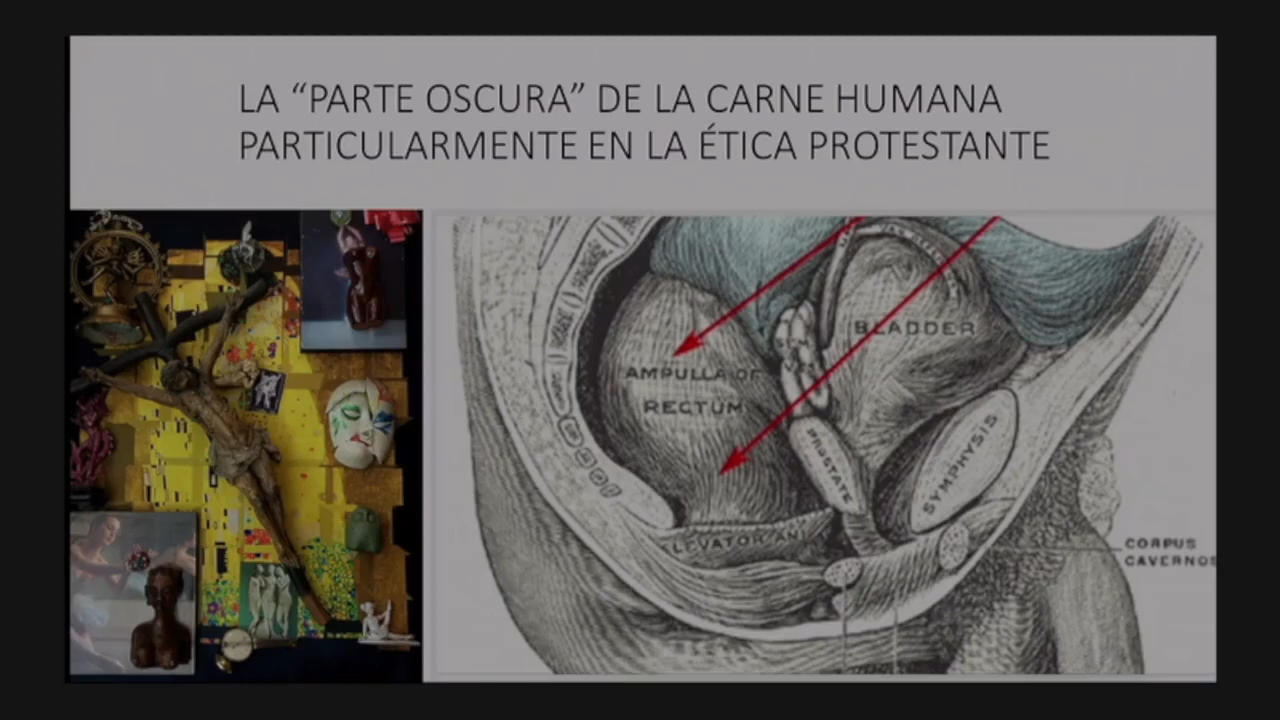 LA “PARTE OSCURA” DE LA CARNE HUMANA
PARTICULARMENTE EN LA ÉTICA PROTESTANTE
BLADDER
AMPULLA OF
RECTUM
PROSTATE
SYMPHYSIS
LEVATOR ANI
CORPUS
CAVERNOS